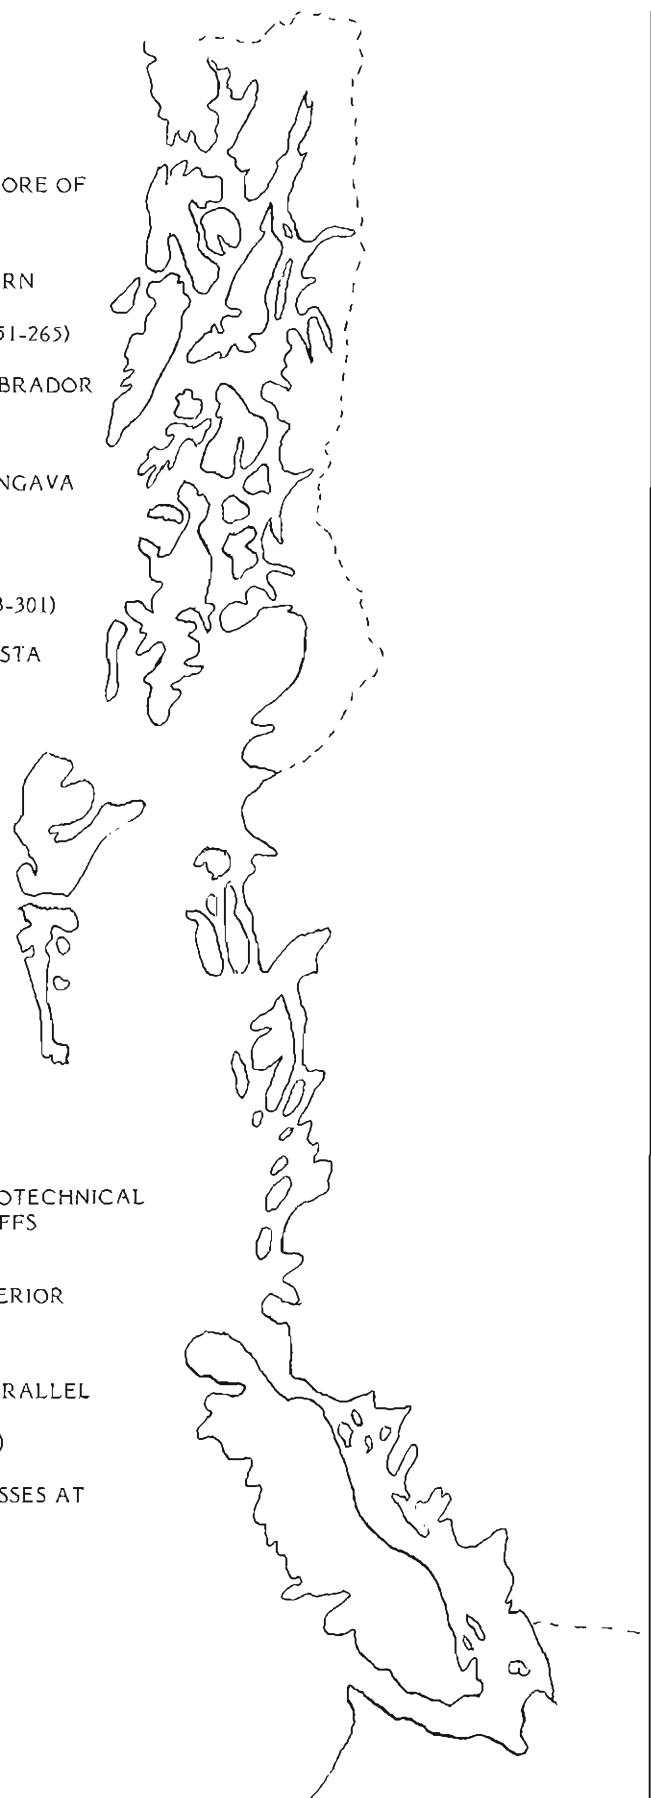 ORE OF
RN
51-265)
BRADOR
NGAVA
3-301)
STA
OTECHNICAL
FFS
ERIOR
RALLEL
)
SSES AT